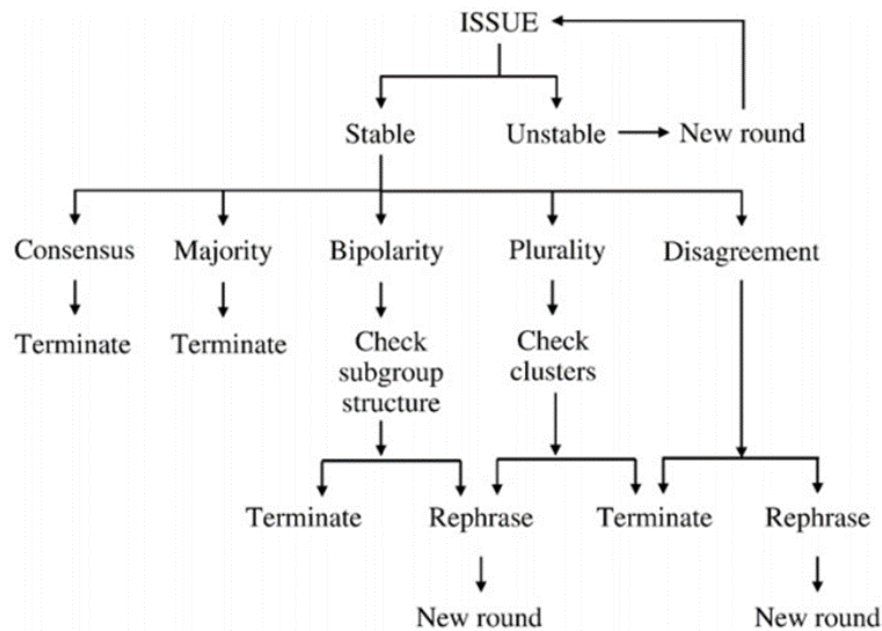 ISSUE
Stable
Unstable
New round
Consensus
Majority
Bipolarity
Plurality
Disagreement
Terminate
Terminate
Check
subgroup
structure
Check
clusters
Terminate
Rephrase
Terminate
Rephrase
New round
New round